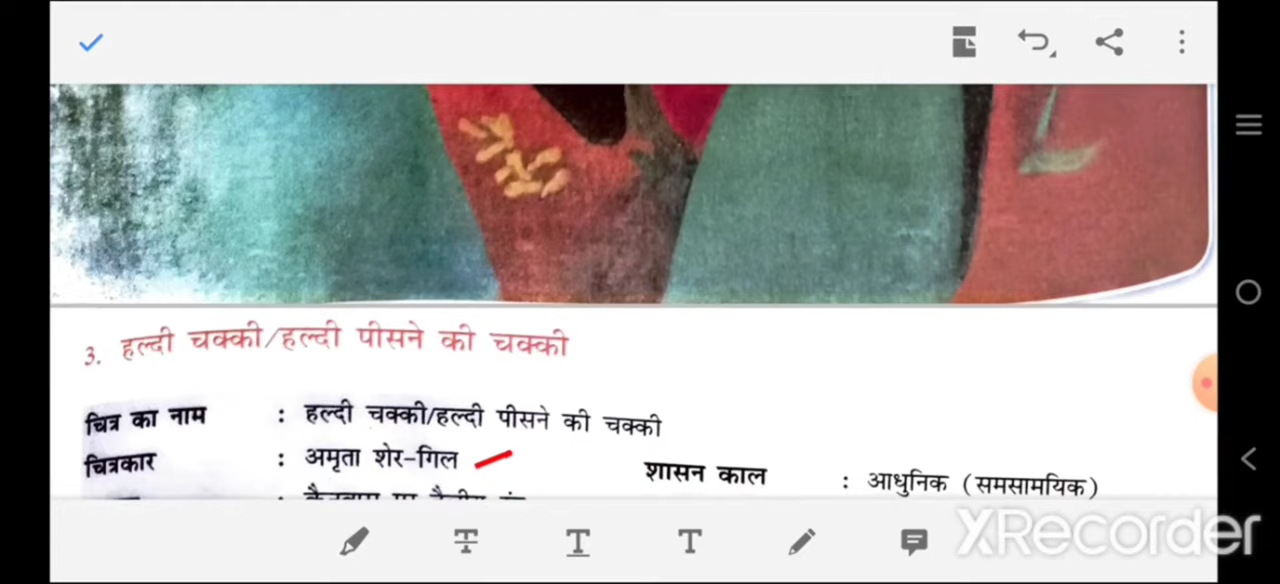 3. हल्दी चक्की/हल्दी पीसने की चक्की
चित्र का नाम : हल्दी चक्की/हल्दी पीसने की चक्की
चित्रकार : अमृता शेर-गिल
शासन काल : आधुनिक (समसामयिक)
XRecorder